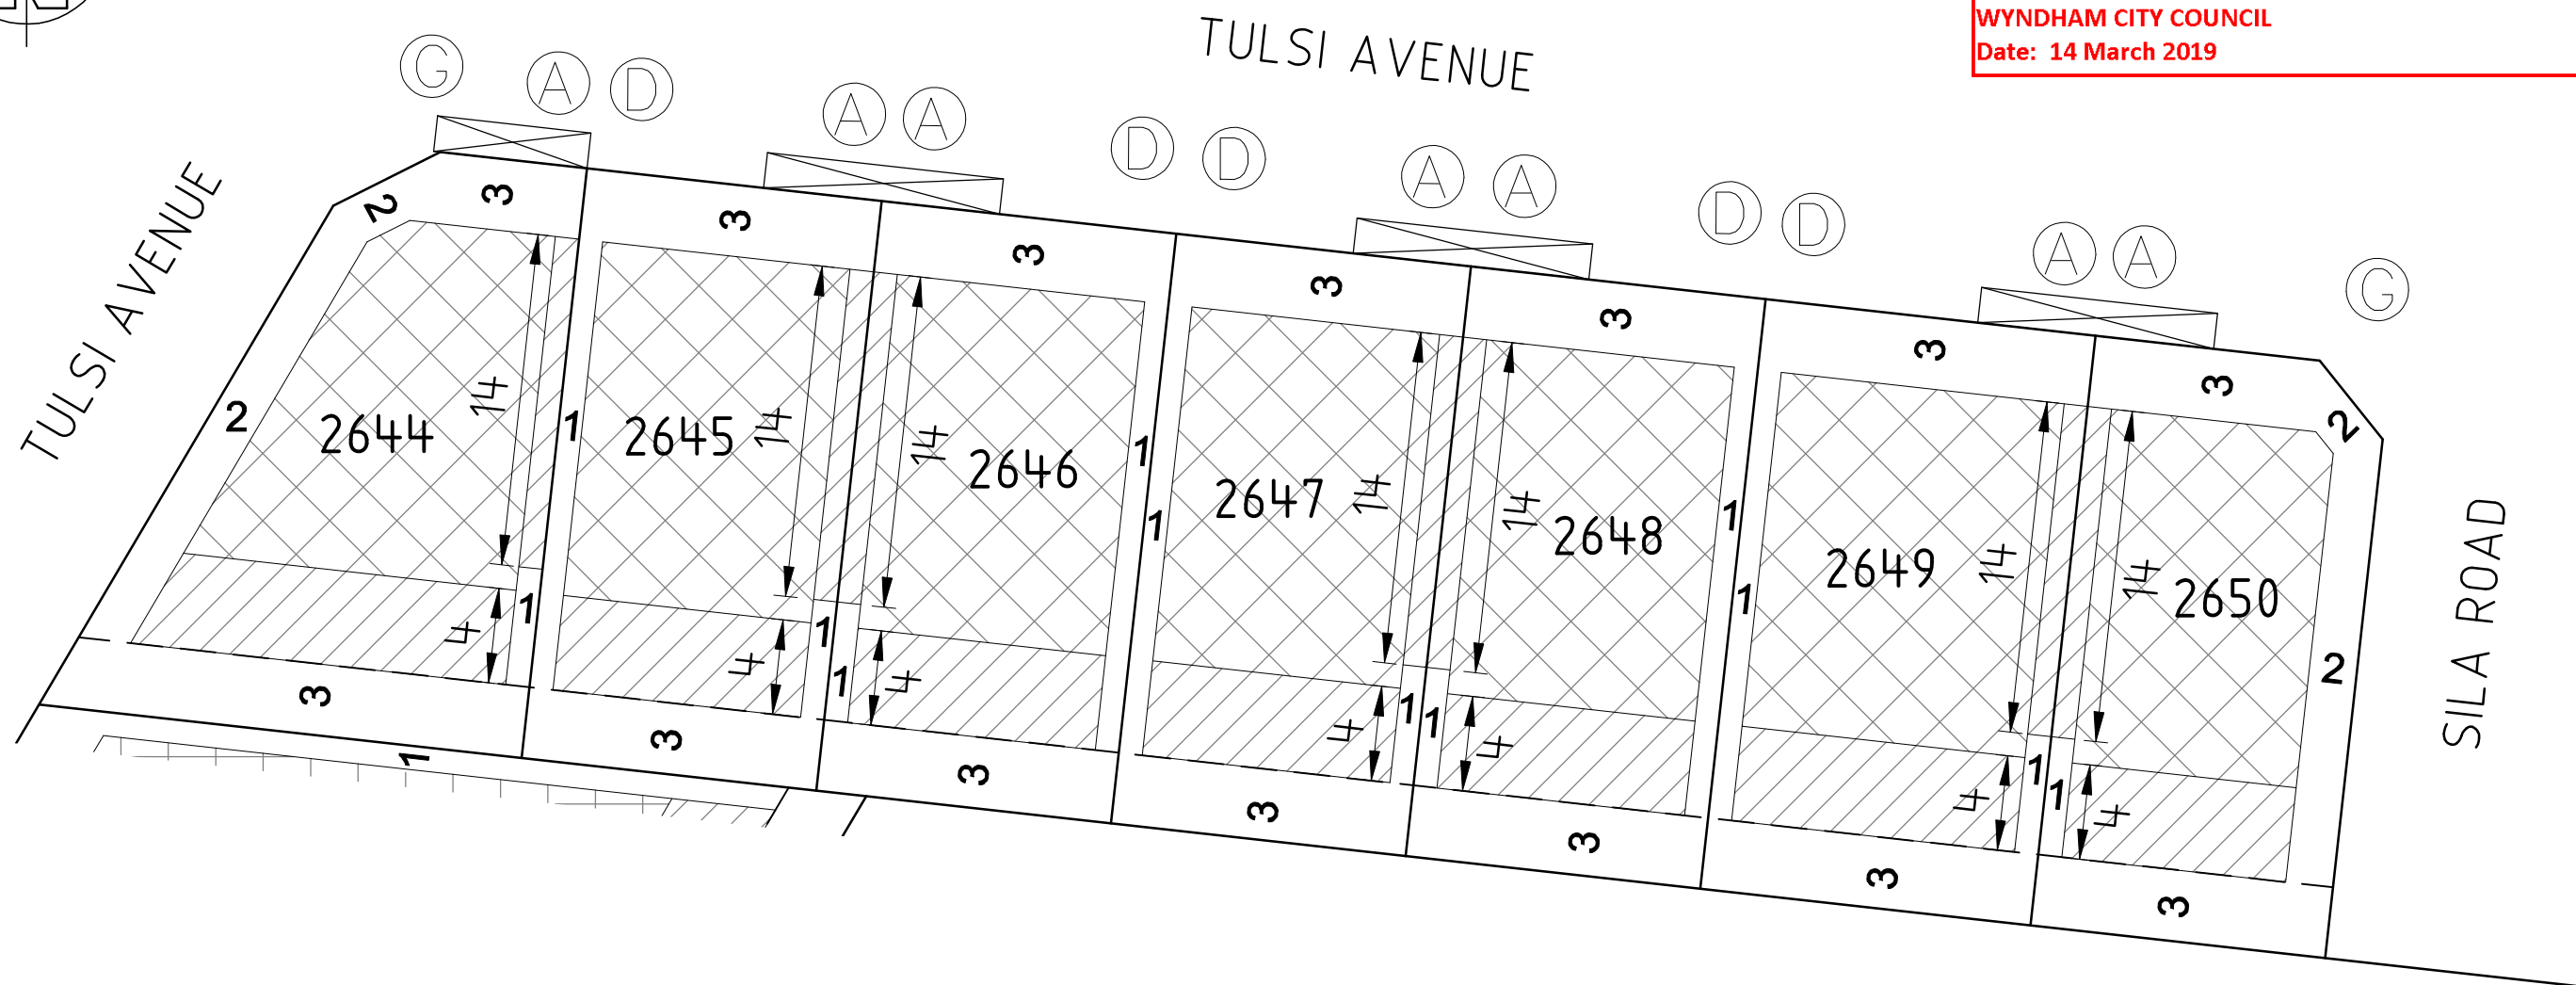 WYNDHAM CITY COUNCIL
Date: 14 March 2019
N
TULSI AVENUE
G A D A A D D A A D D A A G
TULSI AVENUE
2 3 3 3 3 3 3 3 2
2 14 1 14 14 1 1 14 14 1 1 14 14 2
2644 2645 2646 2647 2648 2649 2650
SILA ROAD
4 1 4 1 1 4 4 1 1 4 4 1 1 4
3 3 3 3 3 3 3
1